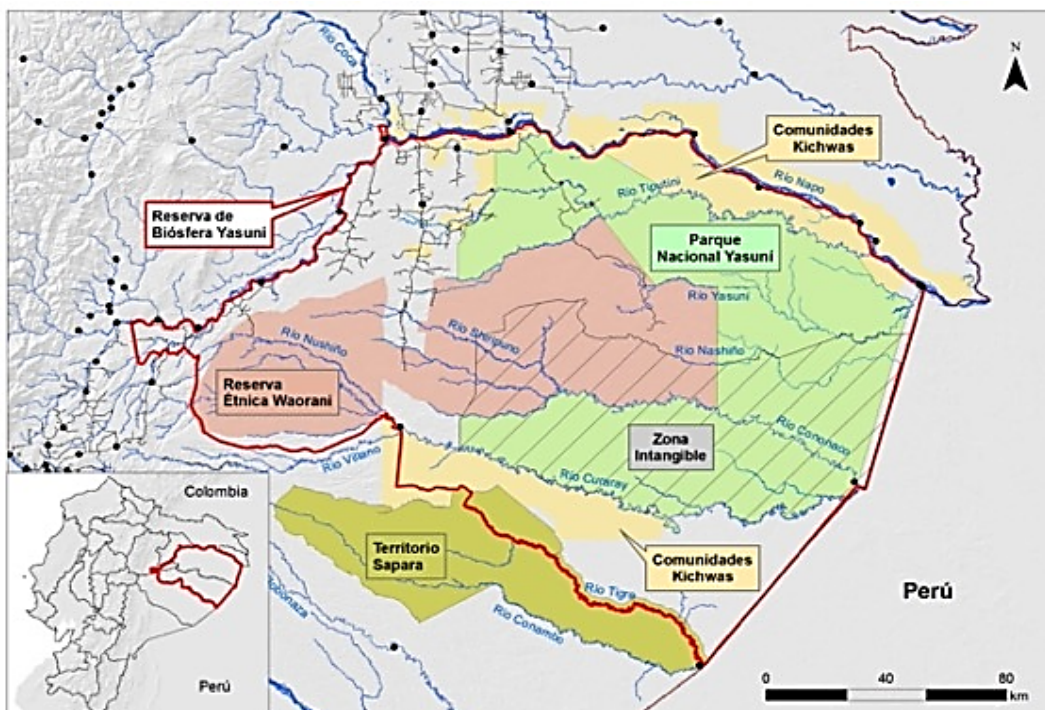 Río Coca
N
Comunidades
Kichwas
Río Napo
Río Tiputini
Reserva de
Biósfera Yasuní
Parque
Nacional Yasuní
Río Yasuní
Río Shiripuno
Río Nushiño
Río Nashiño
Reserva
Étnica Waorani
Río Cononaco
Zona
Intangible
Río Villano
Río Curaray
Colombia
Territorio
Sapara
Comunidades
Kichwas
Río Tigre
Perú
Río Conambo
Perú
0
40
80
km